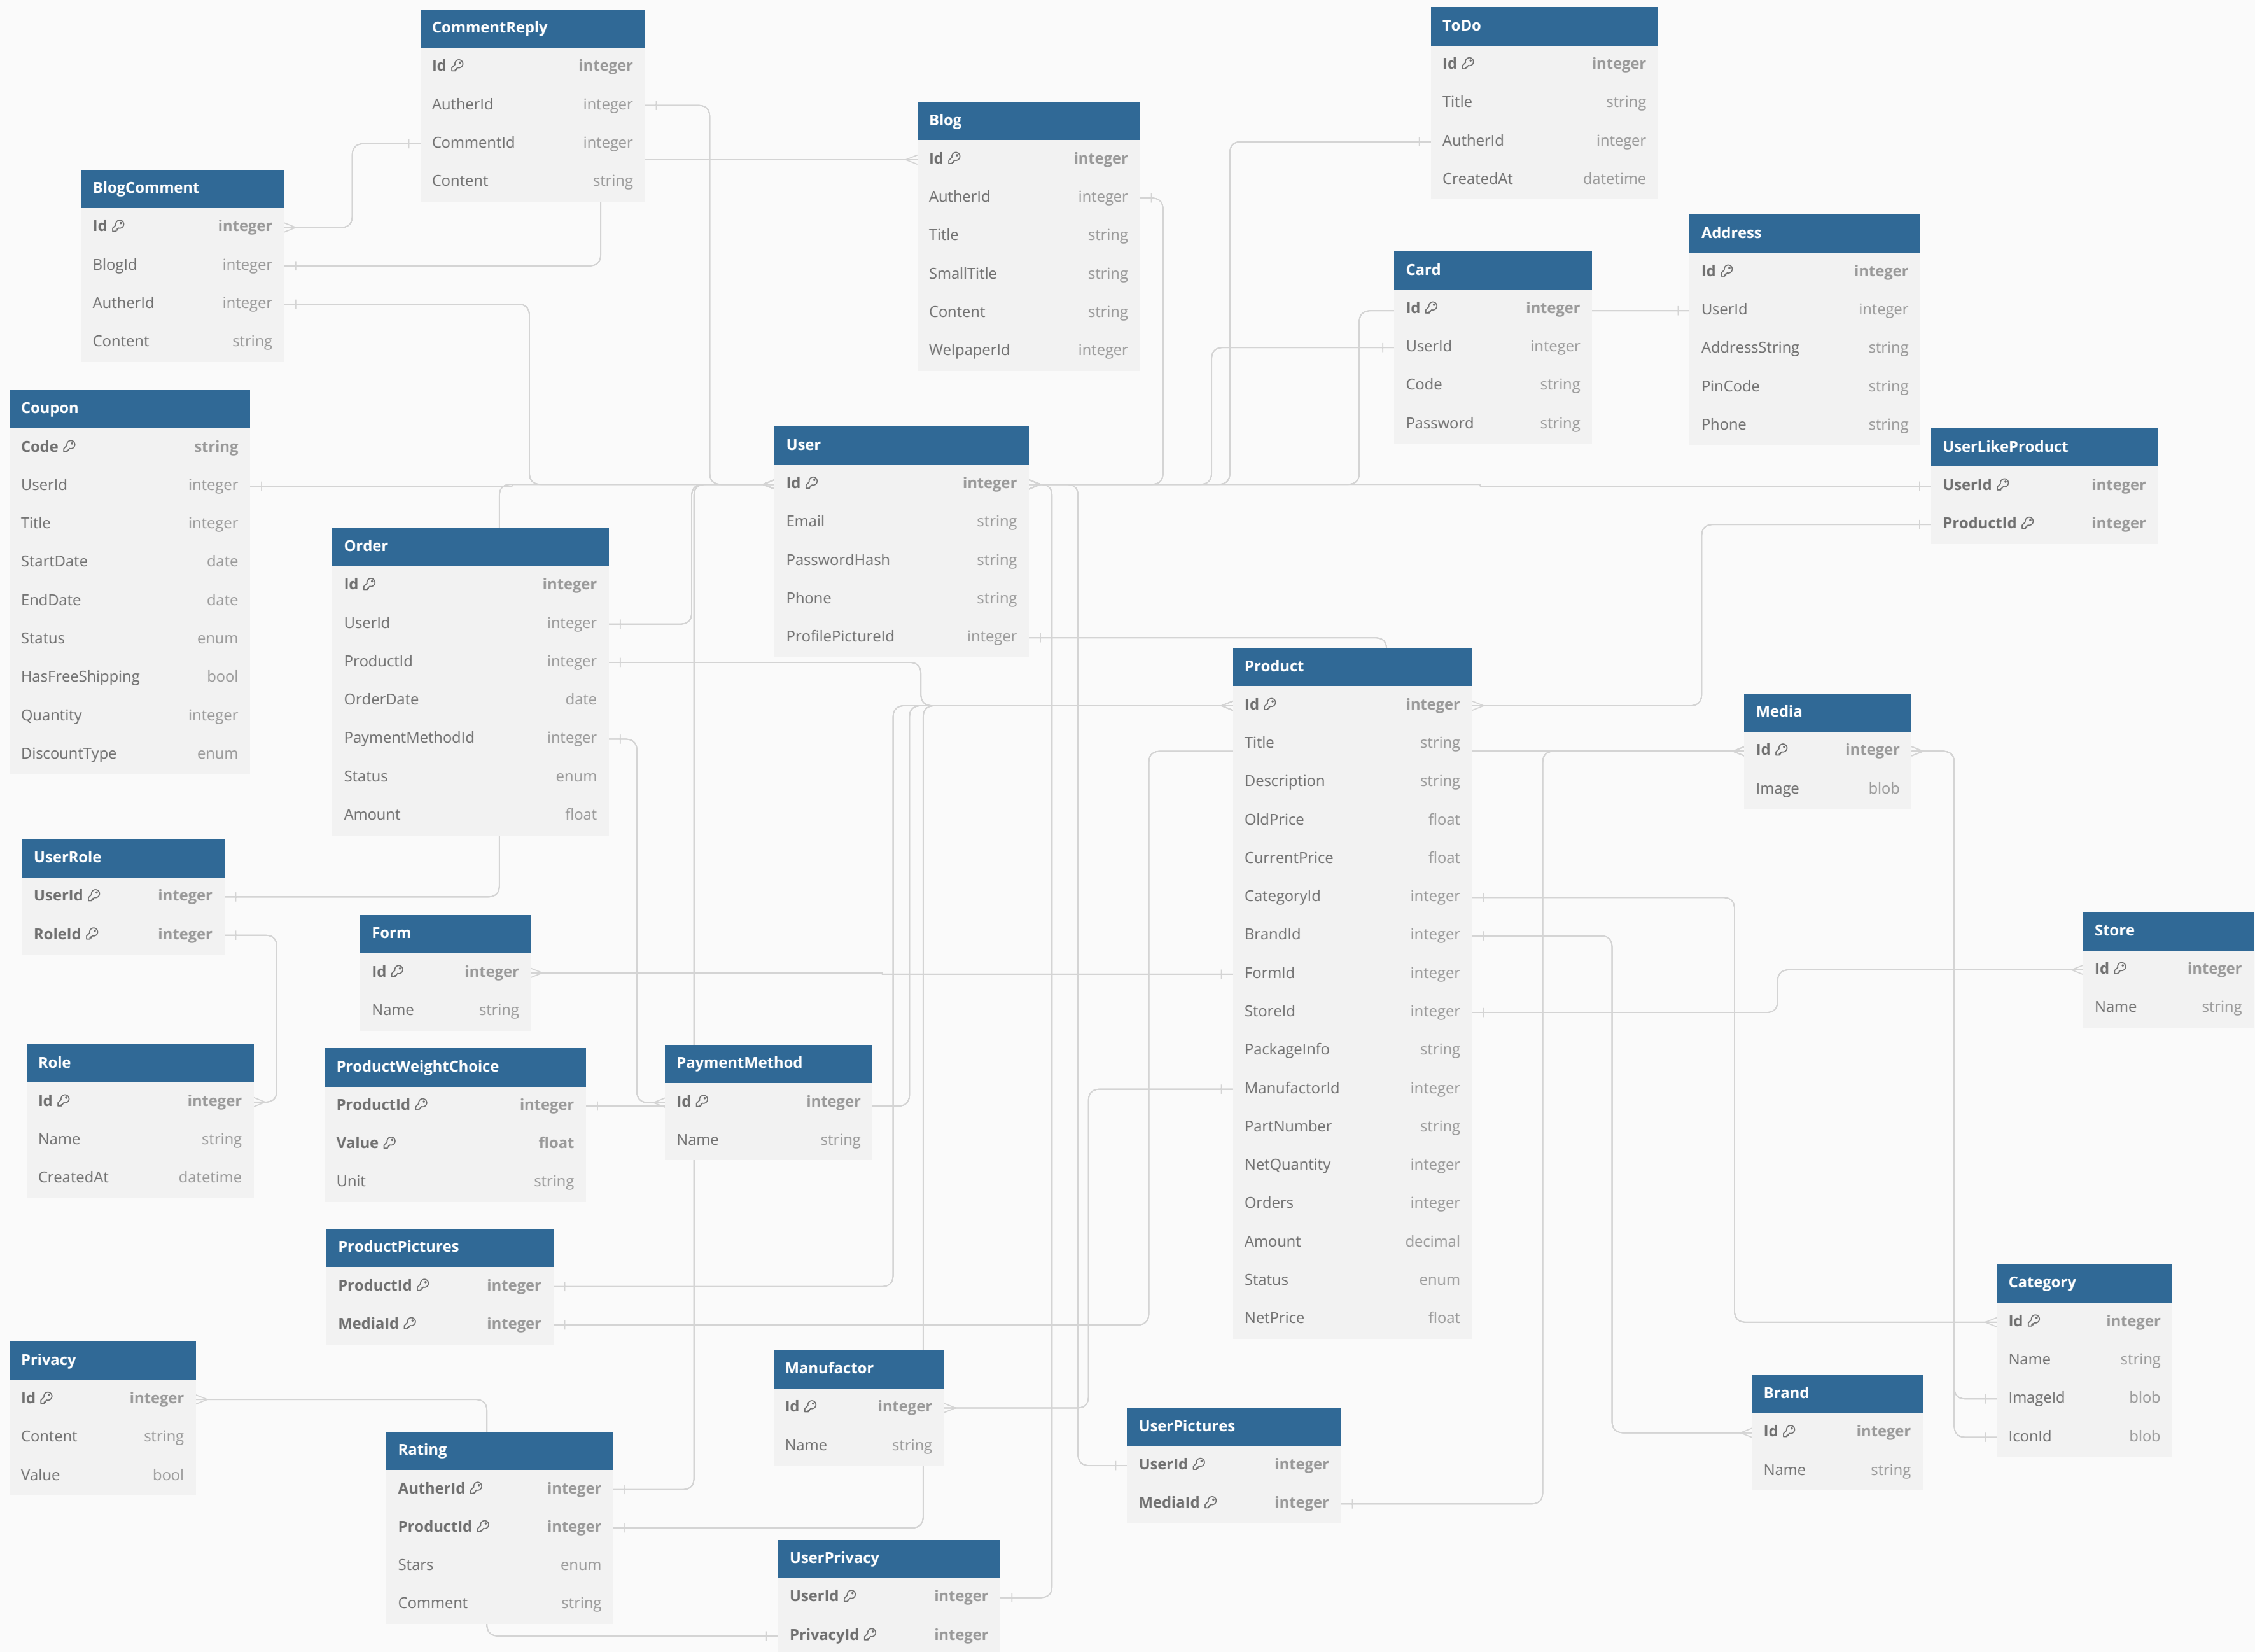 CommentReply
Id integer
AutherId integer
CommentId integer
Content string
ToDo
Id integer
Title string
AutherId integer
CreatedAt datetime
Blog
Id integer
AutherId integer
Title string
SmallTitle string
Content string
WelpaperId integer
BlogComment
Id integer
BlogId integer
AutherId integer
Content string
Address
Id integer
UserId integer
AddressString string
PinCode string
Phone string
Card
Id integer
UserId integer
Code string
Password string
Coupon
Code string
UserId integer
Title integer
StartDate date
EndDate date
Status enum
HasFreeShipping bool
Quantity integer
DiscountType enum
User
Id integer
Email string
PasswordHash string
Phone string
ProfilePictureId integer
UserLikeProduct
UserId integer
ProductId integer
Order
Id integer
UserId integer
ProductId integer
OrderDate date
PaymentMethodId integer
Status enum
Amount float
Product
Id integer
Title string
Description string
OldPrice float
CurrentPrice float
CategoryId integer
BrandId integer
FormId integer
StoreId integer
PackageInfo string
ManufactorId integer
PartNumber string
NetQuantity integer
Orders integer
Amount decimal
Status enum
NetPrice float
Media
Id integer
Image blob
UserRole
UserId integer
RoleId integer
Form
Id integer
Name string
Store
Id integer
Name string
Role
Id integer
Name string
CreatedAt datetime
ProductWeightChoice
ProductId integer
Value float
Unit string
PaymentMethod
Id integer
Name string
ProductPictures
ProductId integer
MediaId integer
Category
Id integer
Name string
ImageId blob
IconId blob
Privacy
Id integer
Content string
Value bool
Manufactor
Id integer
Name string
Brand
Id integer
Name string
UserPictures
UserId integer
MediaId integer
Rating
AutherId integer
ProductId integer
Stars enum
Comment string
UserPrivacy
UserId integer
PrivacyId integer